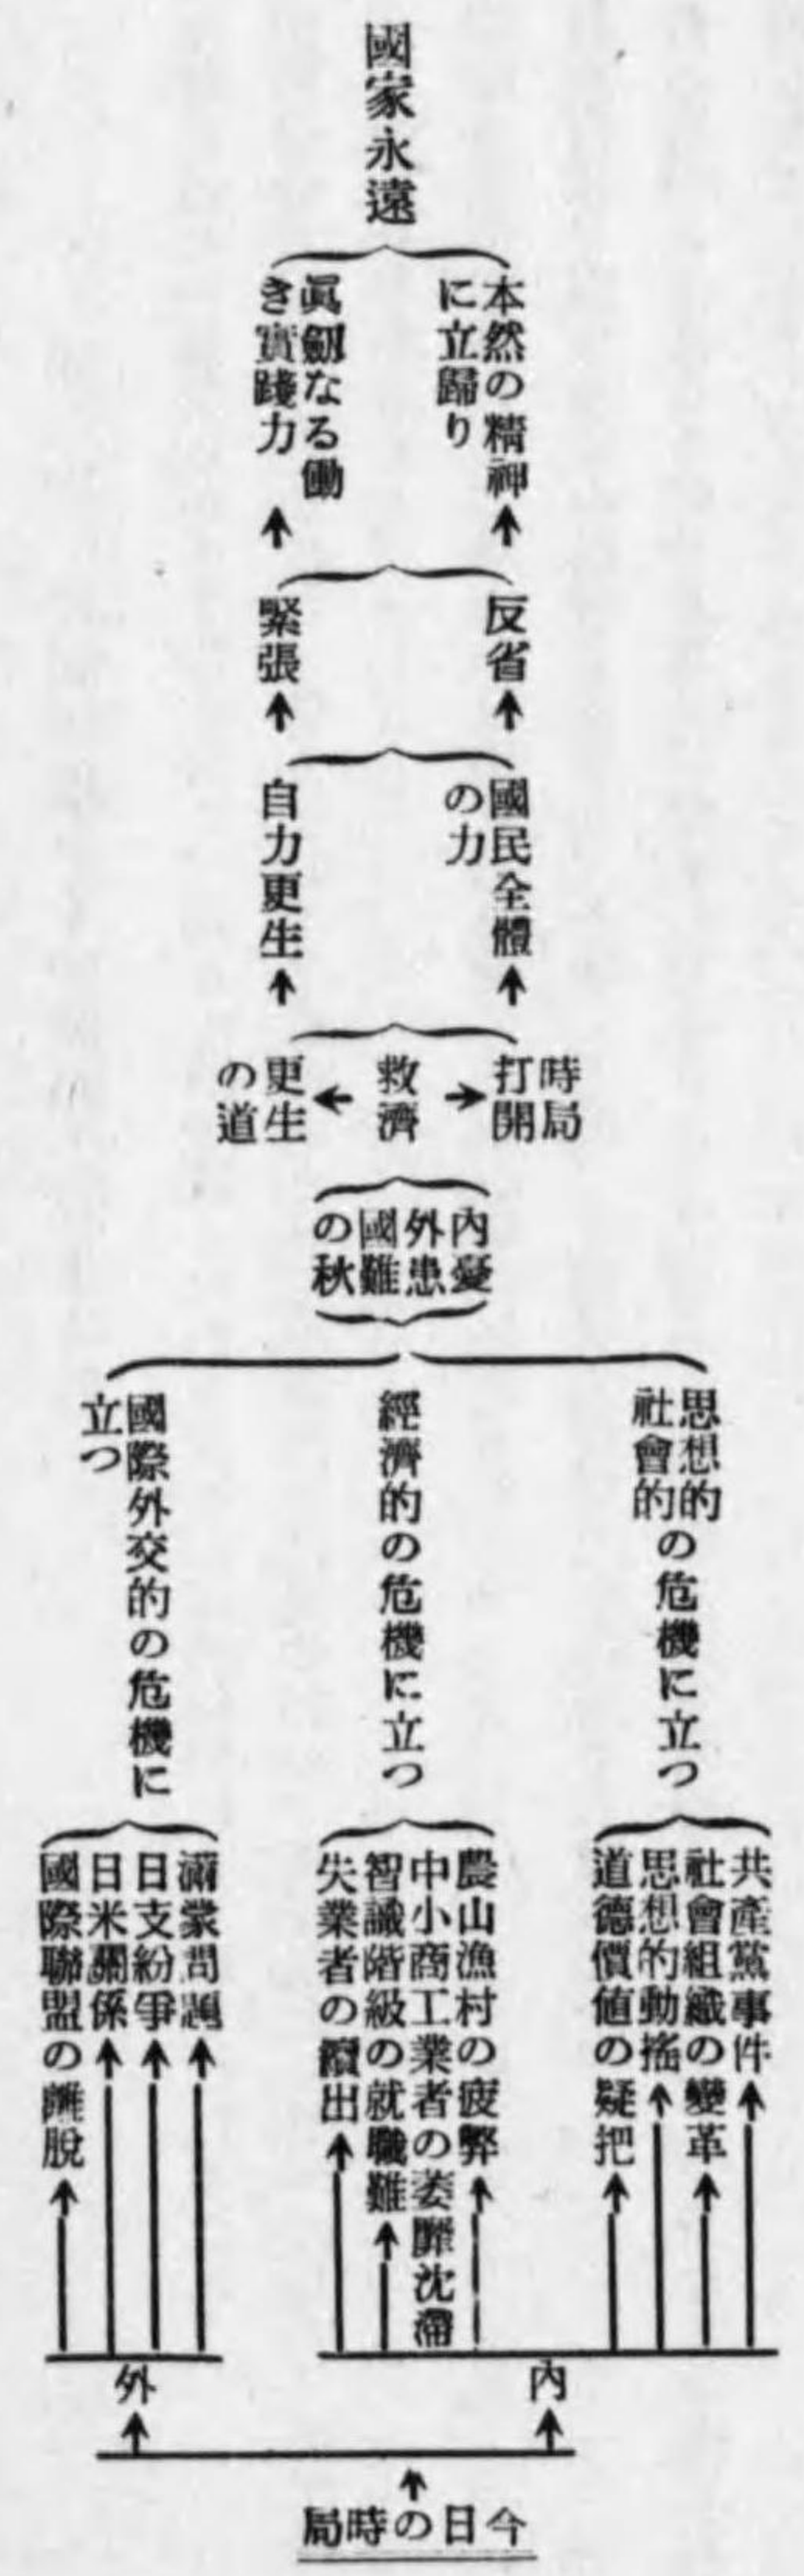 國家永遠
本然の精神
に立歸り
眞劒なる働
き實踐力
反省
緊張
國民全體
の力
自力更生
時局
打開
救濟
更生
の道
內憂
外患
國難
の秋
思想的
社會的
の危機に立つ
經濟的の危機に立つ
國際外交的の危機に
立つ
共產黨事件
社會組織の變革
思想的動搖
道德價値の疑把
農山漁村の疲弊
中小商工業者の萎靡沈滯
智識階級の就職難
失業者の續出
滿蒙問題
日支紛爭
日米關係
國際聯盟の離脫
內
外
今日の時局